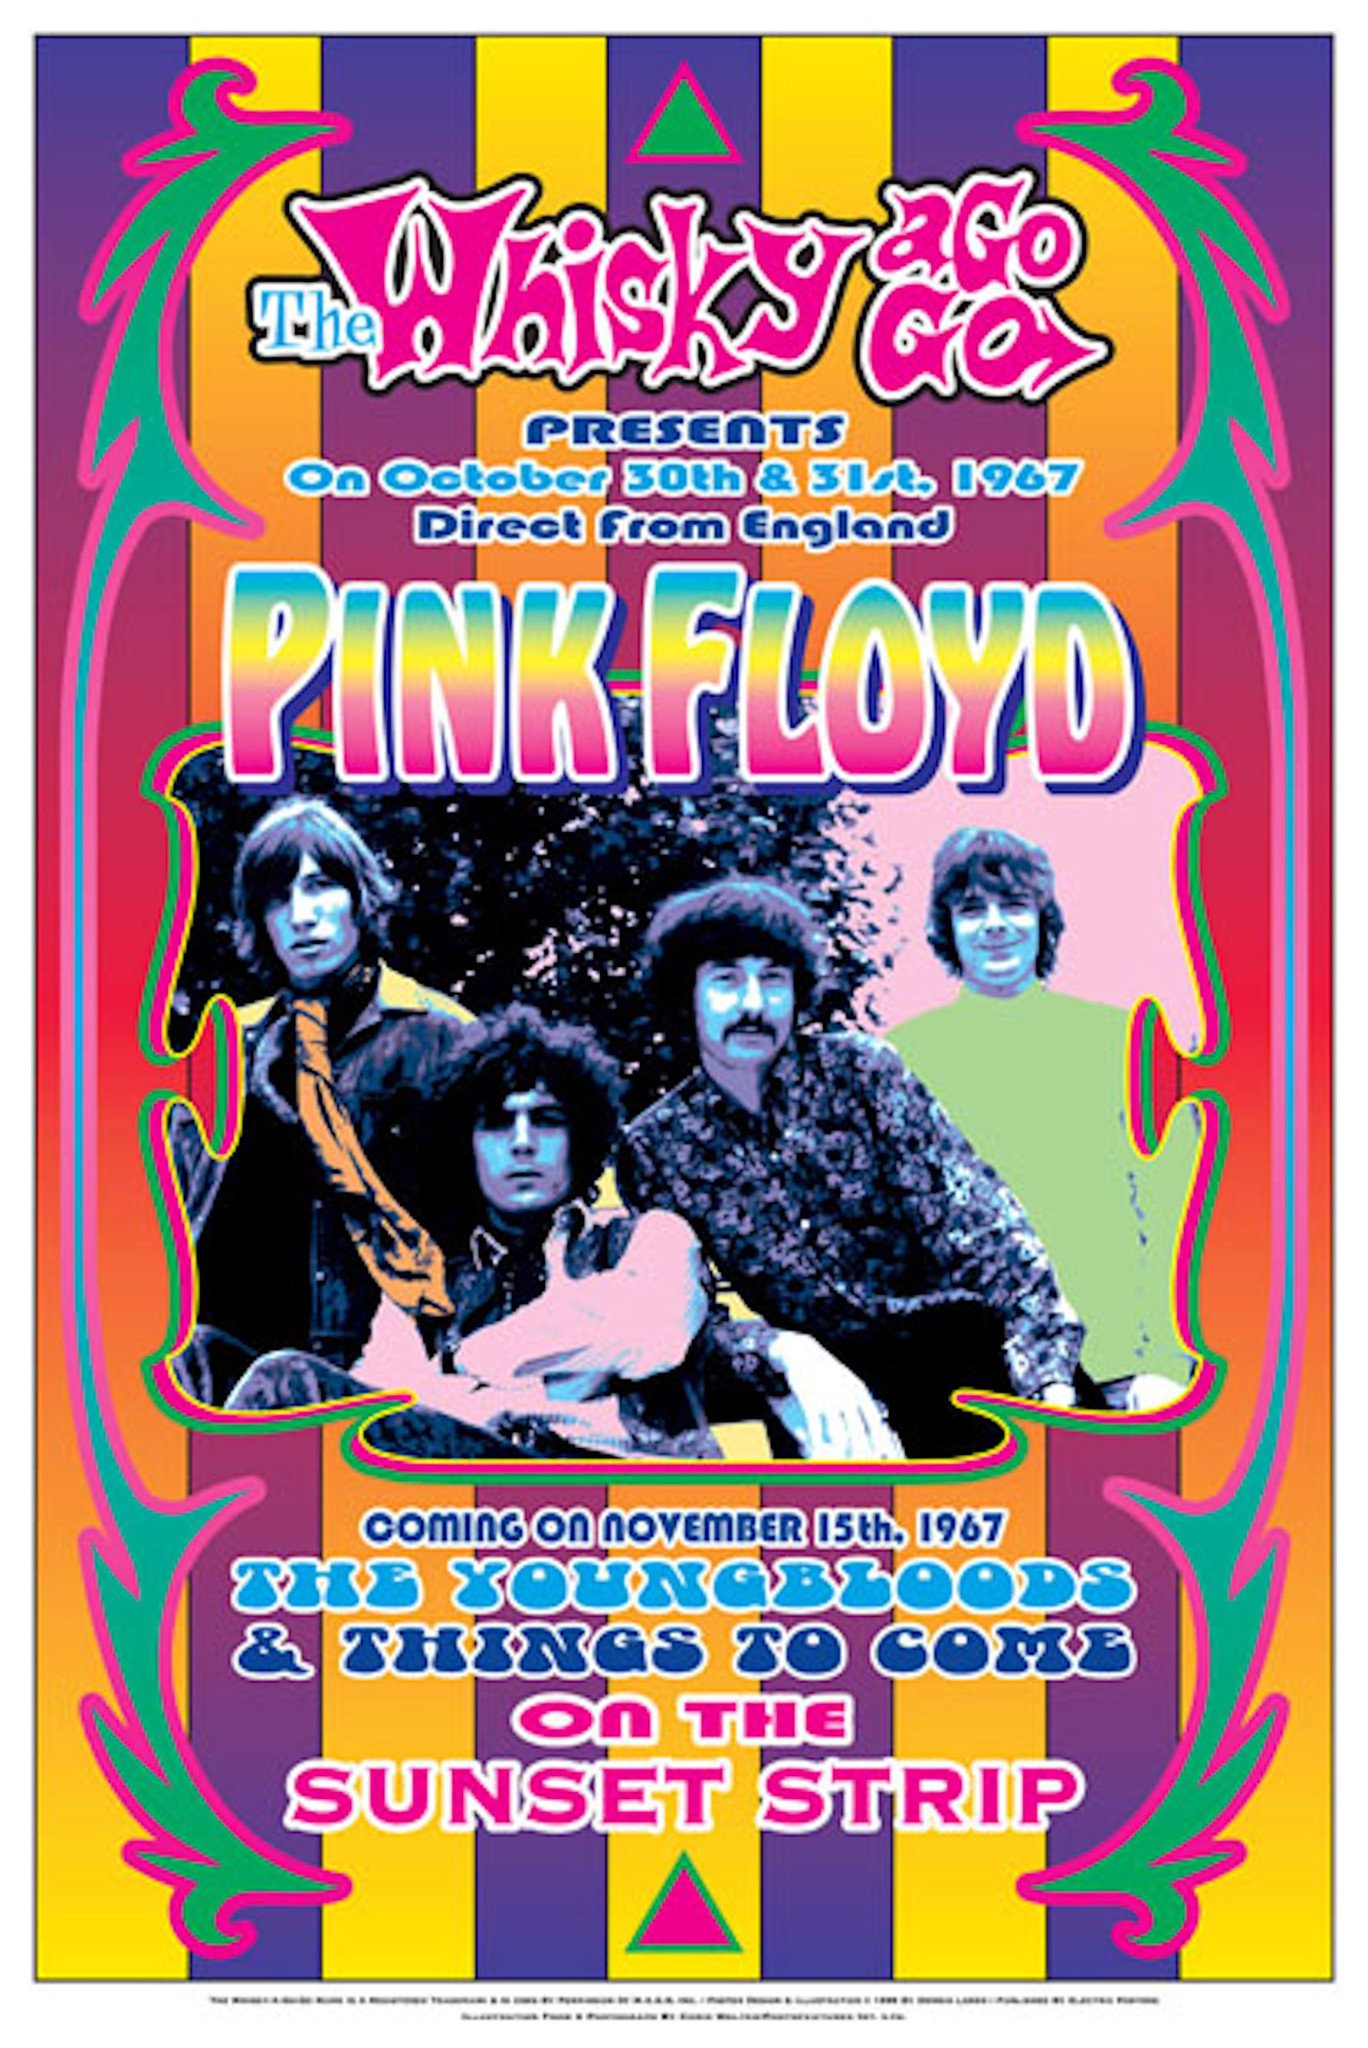 The Whisky a Go Go
PRESENTS
On October 30th & 31st, 1967
Direct from England
PINK FLOYD
COMING ON NOVEMBER 15th, 1967
THE YOUNGBLOODS
& THINGS TO COME
ON THE
SUNSET STRIP